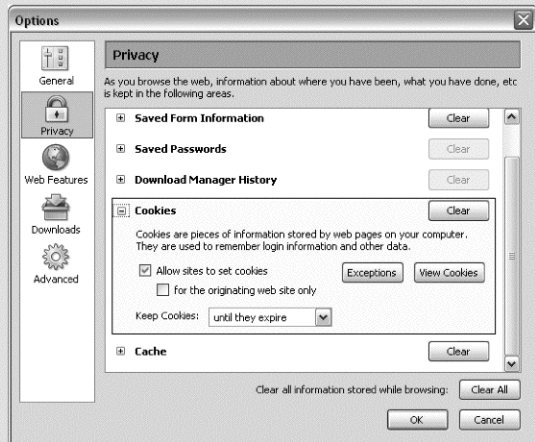 Options
General
Privacy
Web Features
Downloads
Advanced
Privacy
As you browse the web, information about where you have been, what you have done, etc
is kept in the following areas.
Saved Form Information Clear
Saved Passwords Clear
Download Manager History Clear
Cookies Clear
Cookies are pieces of information stored by web pages on your computer.
They are used to remember login information and other data.
Allow sites to set cookies Exceptions View Cookies
for the originating web site only
Keep Cookies: until they expire
Cache Clear
Clear all information stored while browsing: Clear All
OK Cancel